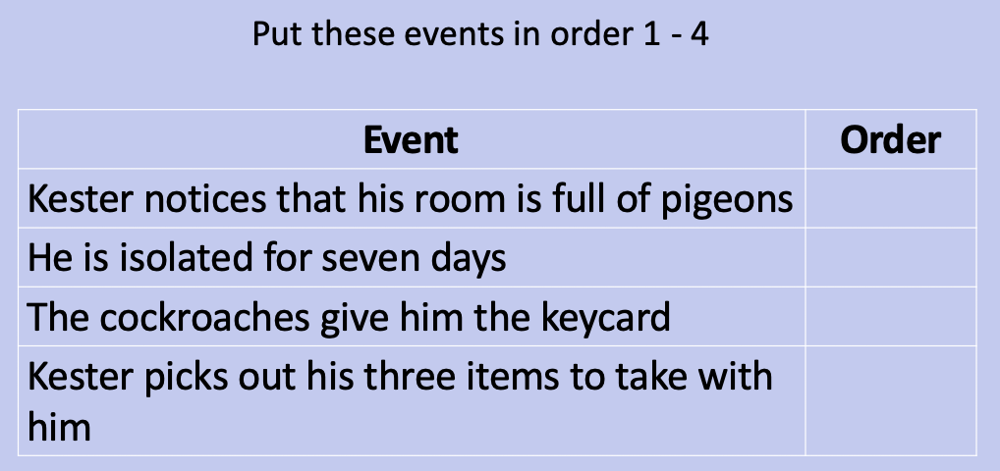 Put these events in order 1 - 4
Event Order
Kester notices that his room is full of pigeons
He is isolated for seven days
The cockroaches give him the keycard
Kester picks out his three items to take with
him